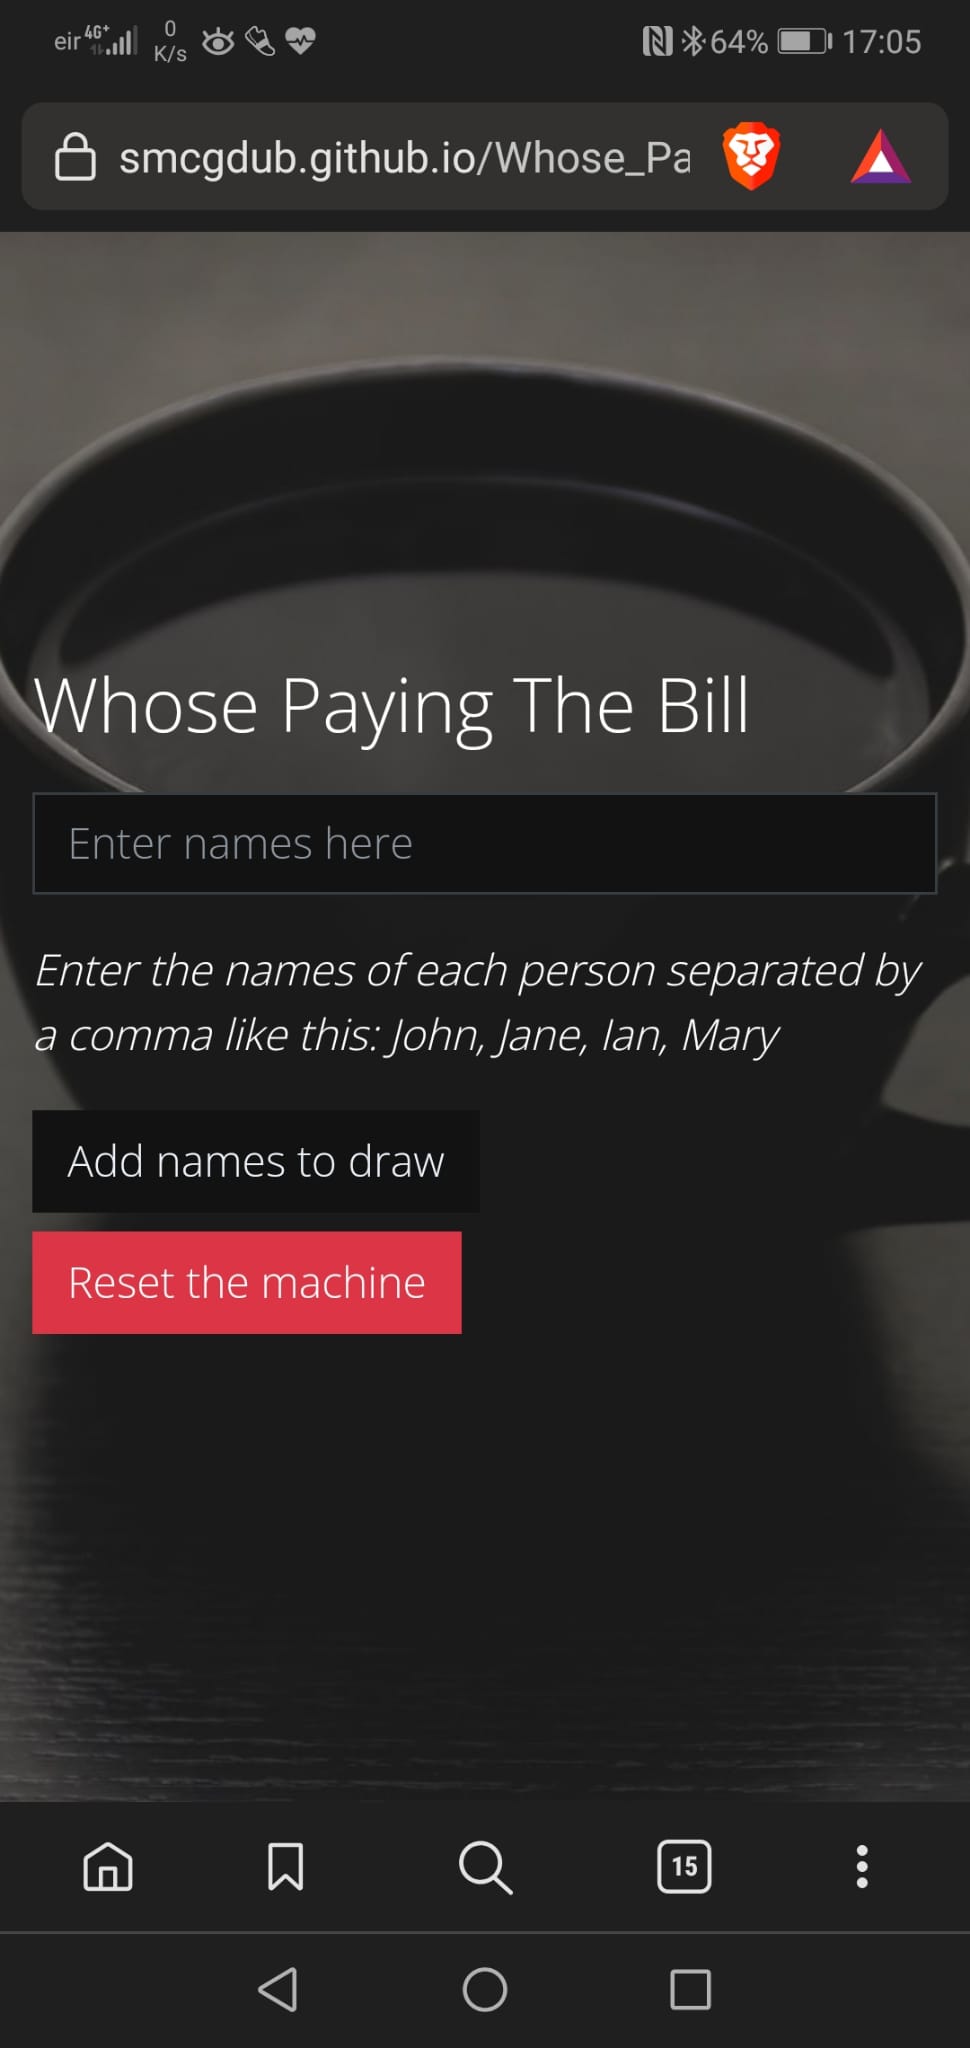 eir 4G+ 0 K/s 64% 17:05
smcgdub.github.io/Whose_Pa
Whose Paying The Bill
Enter names here
Enter the names of each person separated by
a comma like this: John, Jane, Ian, Mary
Add names to draw
Reset the machine
15